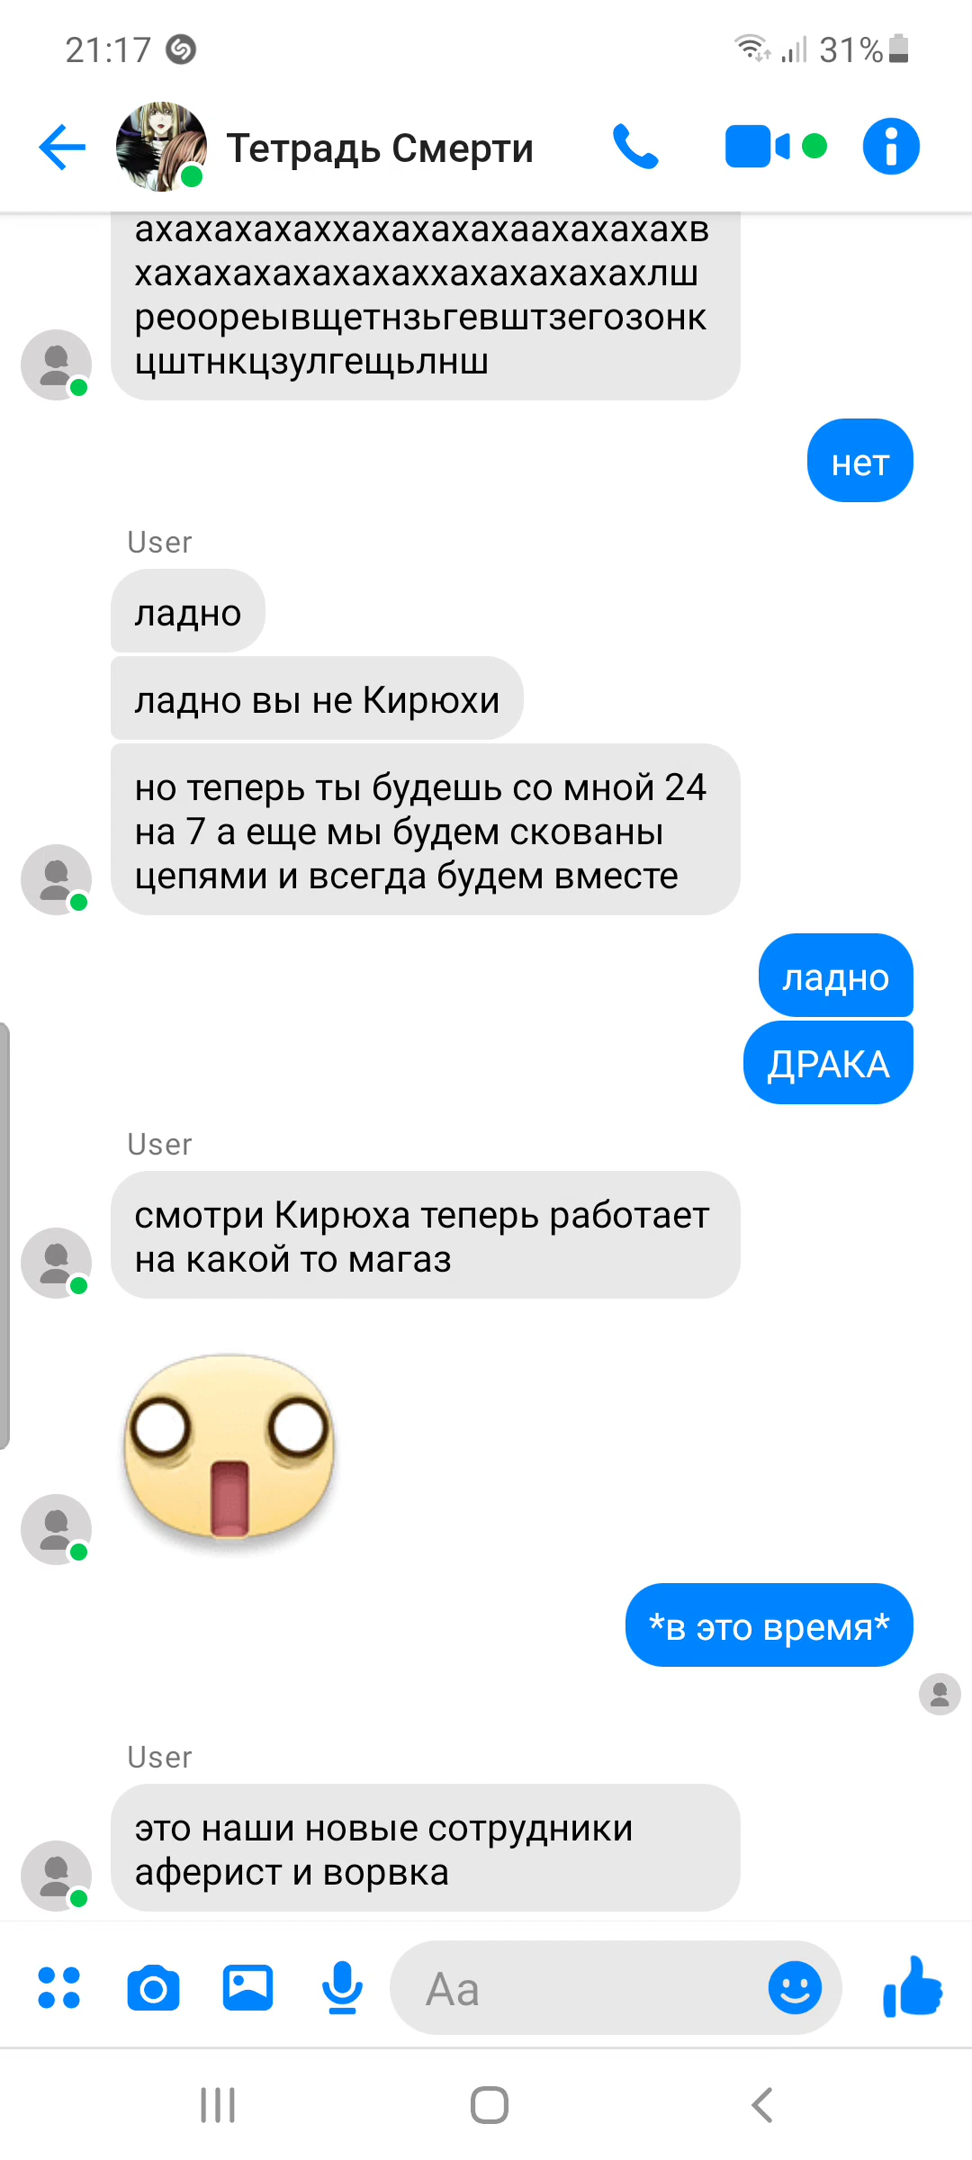 21:17
31%
Тетрадь Смерти
ахахахахаххахахахахаахахахахв
хахахахахахахаххахахахахахлш
реоореывщетнзьгевштзегозонк
цштнкцзулгещьлнш
нет
User
ладно
ладно вы не Кирюхи
но теперь ты будешь со мной 24
на 7 а еще мы будем скованы
цепями и всегда будем вместе
ладно
ДРАКА
User
смотри Кирюха теперь работает
на какой то магаз
*в это время*
User
это наши новые сотрудники
аферист и ворвка
Aa